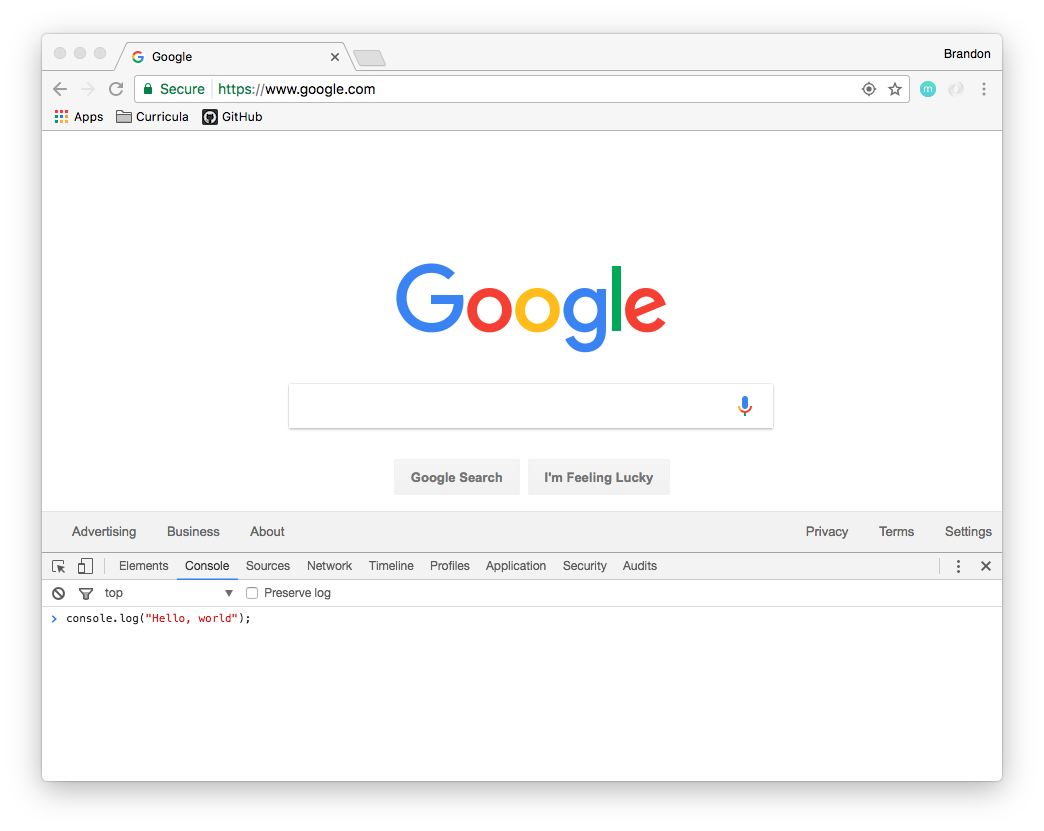 Google
Brandon
Secure https://www.google.com
m
Apps Curricula GitHub
Google
Google Search I'm Feeling Lucky
Advertising Business About Privacy Terms Settings
Elements Console Sources Network Timeline Profiles Application Security Audits
top Preserve log
console.log("Hello, world");